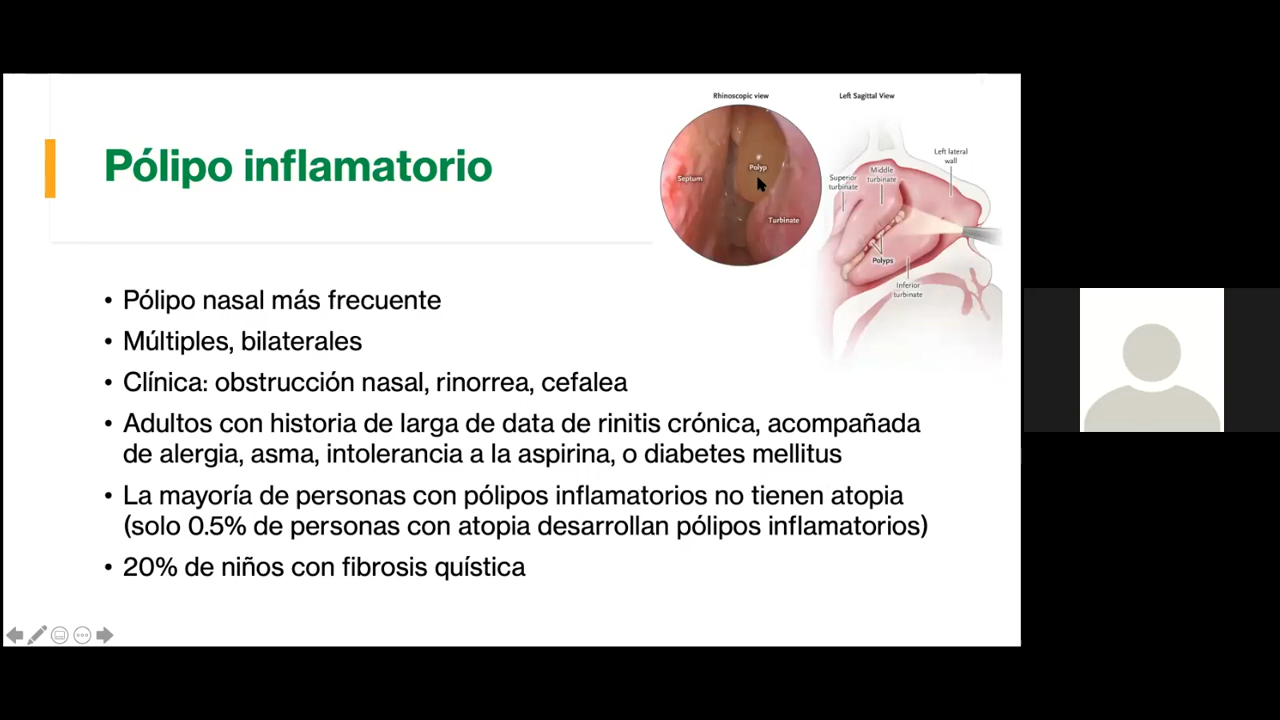 Pólipo inflamatorio
Rhinoscopic view
Septum
Polyp
Turbinate
Left Sagittal View
Left lateral
wall
Superior
turbinate
Middle
turbinate
Polyps
Inferior
turbinate
• Pólipo nasal más frecuente
• Múltiples, bilaterales
• Clínica: obstrucción nasal, rinorrea, cefalea
• Adultos con historia de larga de data de rinitis crónica, acompañada
de alergia, asma, intolerancia a la aspirina, o diabetes mellitus
• La mayoría de personas con pólipos inflamatorios no tienen atopia
(solo 0.5% de personas con atopia desarrollan pólipos inflamatorios)
• 20% de niños con fibrosis quística